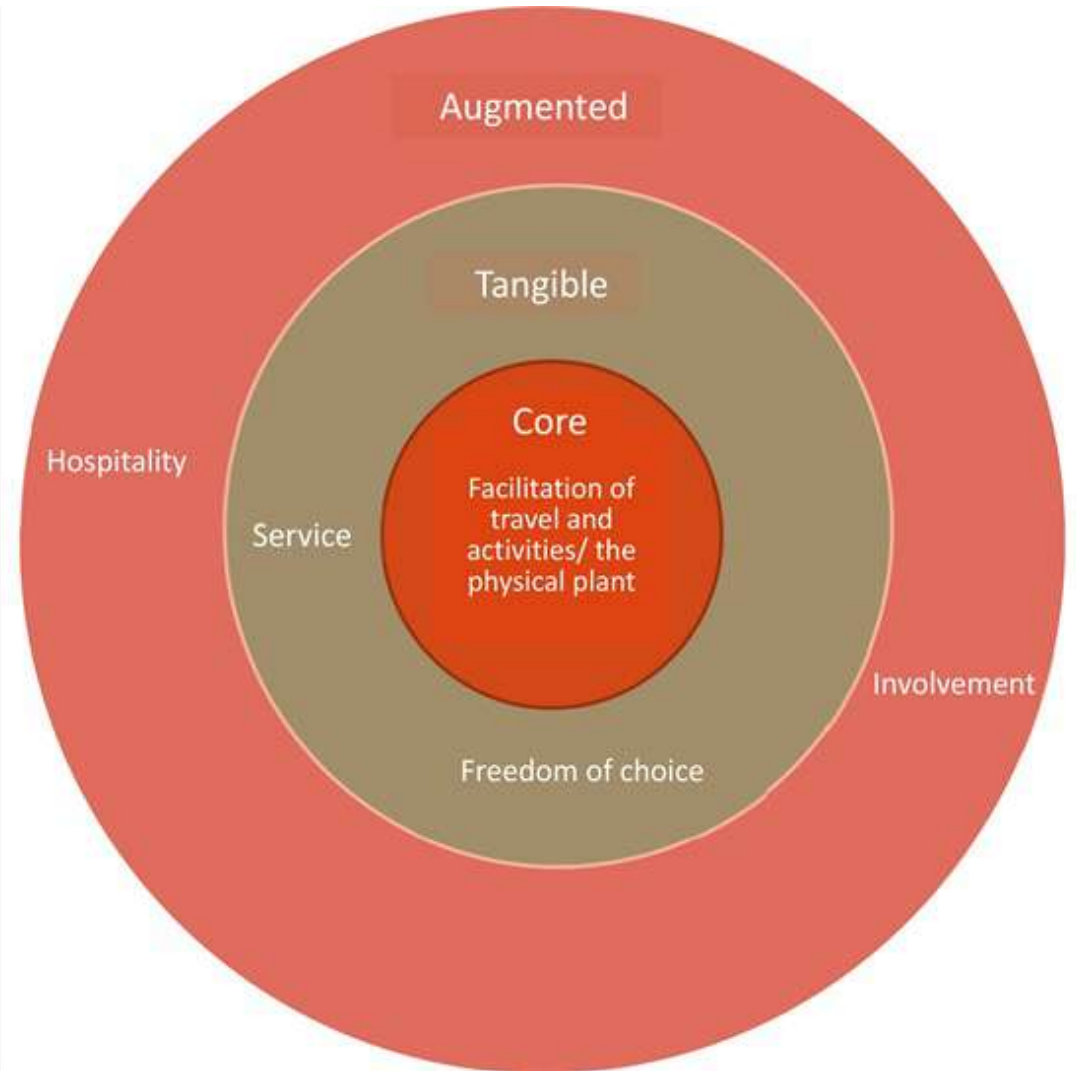 Augmented
Tangible
Core
Hospitality
Facilitation of
travel and
Service
activities/ the
physical plant
Involvement
Freedom of choice